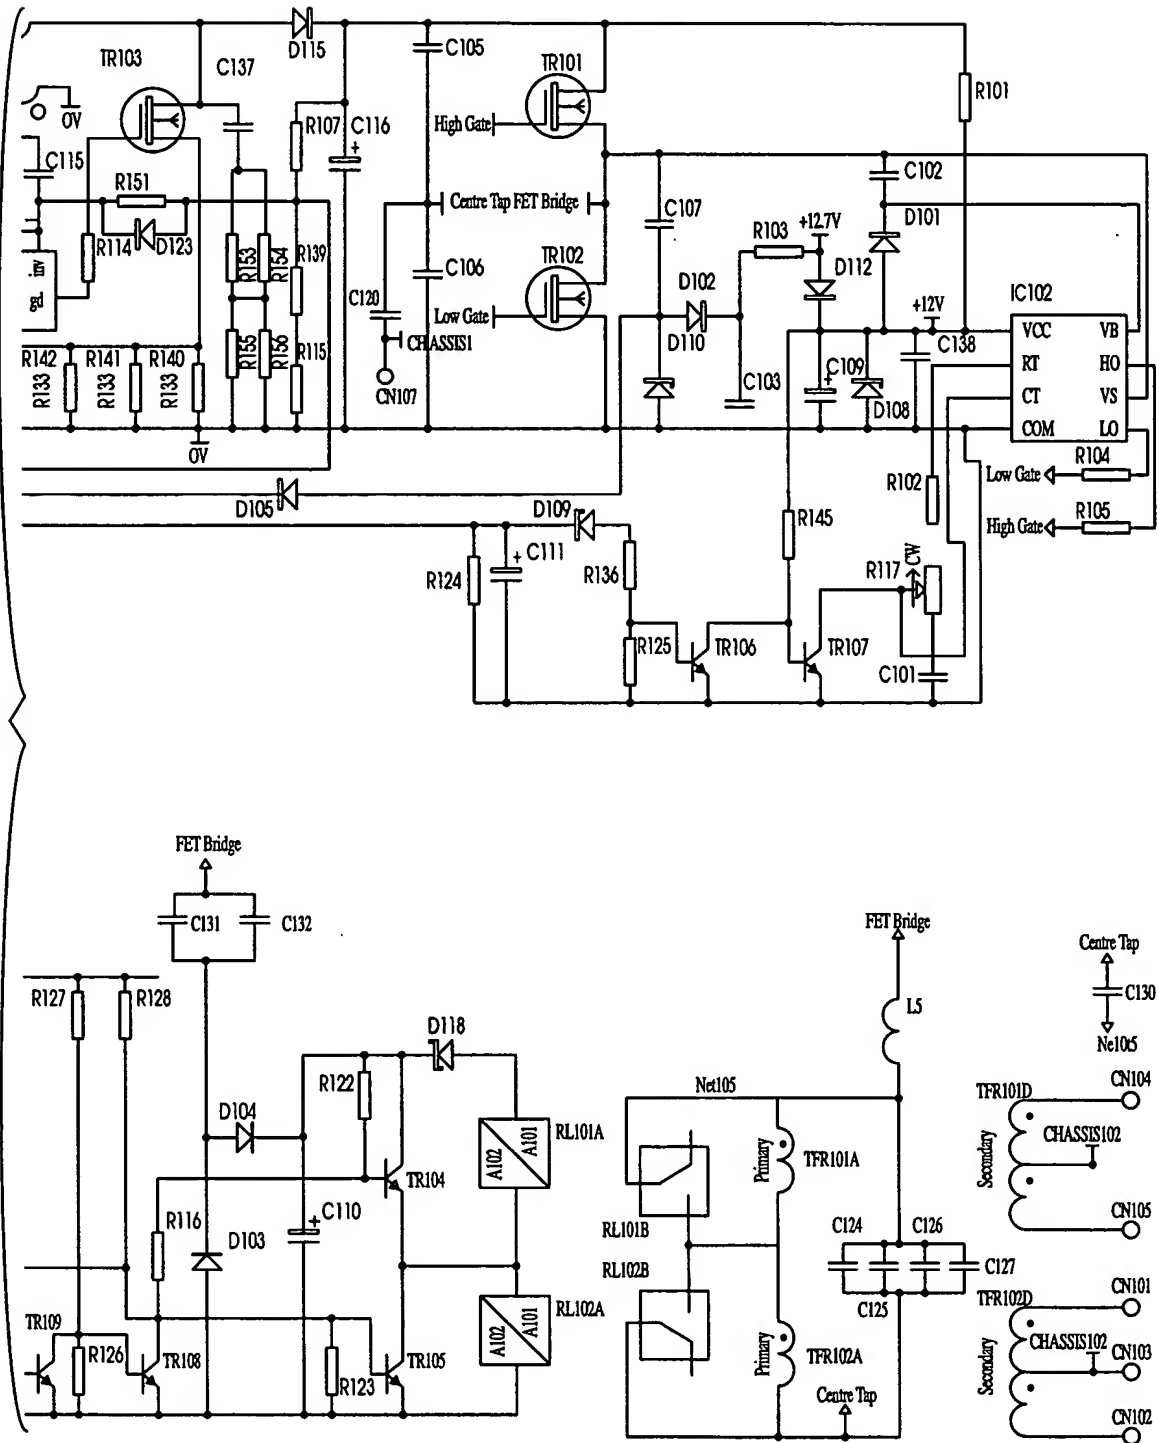 D115
C105
TR103
C137
TR101
R101
0V
R107
C116
+
High Gate
C115
R151
C102
Centre Tap FET Bridge
C107
D101
R114
D123
R153
R154
R139
TR102
R103
+12.7V
.inv
gd
C106
D102
D112
IC102
C120
+12V
Low Gate
CHASSIS1
D110
VCC
VB
R142
R141
R140
R155
R156
R115
C109
+
C138
RT
HO
R133
R133
R133
CN107
C103
D108
CT
VS
COM
LO
0V
R104
Low Gate
R102
D105
D109
R145
R105
High Gate
+
C111
R124
R136
R117
CW
R125
TR106
TR107
C101
FET Bridge
C131
C132
FET Bridge
Centre Tap
C130
R127
R128
L5
D118
Ne10t5
R122
Net105
CN104
TFR101D
D104
RL101A
A102
A101
Primary
TFR101A
CHASSIS102
Secondary
TR104
R116
+
C110
CN105
D103
RL101B
C124
C126
RL102B
C127
CN101
TR109
RL102A
A102
A101
C125
TFR102D
CHASSIS102
R126
TR108
TR105
Primary
TFR102A
Secondary
CN103
R123
Centre Tap
CN102